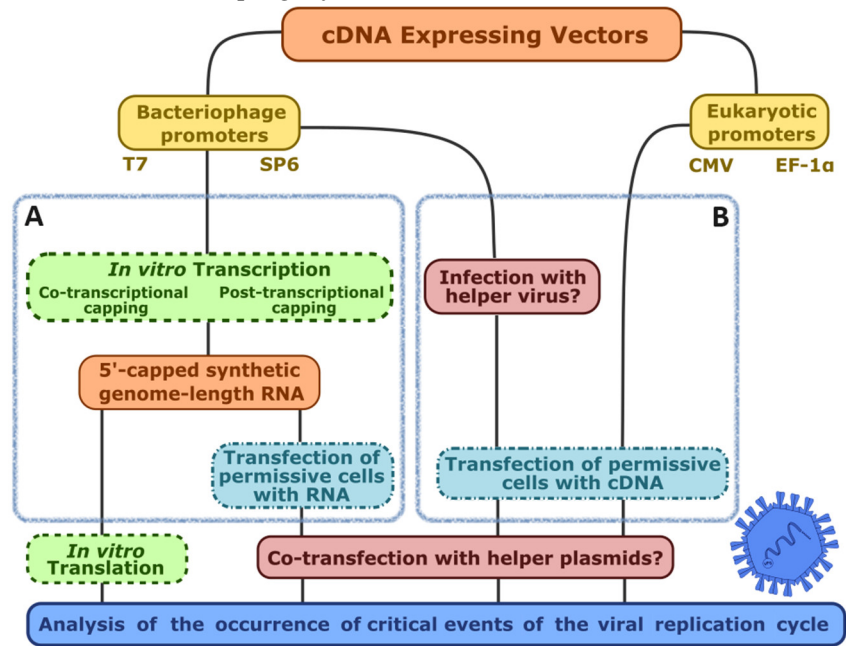 cDNA Expressing Vectors
Bacteriophage
promoters
T7 SP6
Eukaryotic
promoters
CMV EF-1α
A
B
In vitro Transcription
Co-transcriptional
capping
Post-transcriptional
capping
Infection with
helper virus?
5'-capped synthetic
genome-length RNA
Transfection of
permissive cells
with RNA
Transfection of permissive
cells with cDNA
In vitro
Translation
Co-transfection with helper plasmids?
Analysis of the occurrence of critical events of the viral replication cycle